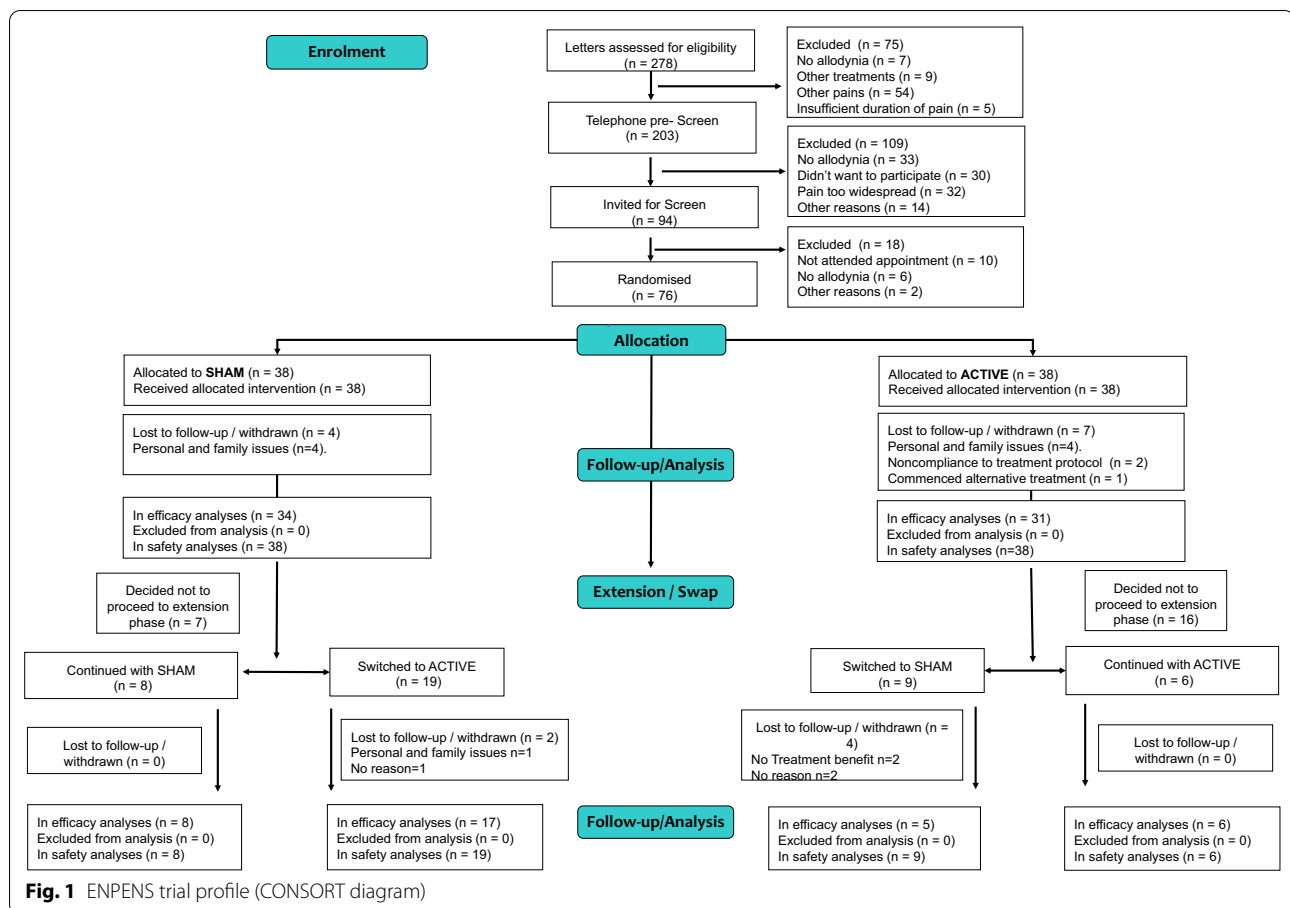 Enrolment
Letters assessed for eligibility
(n = 278)
Excluded (n = 75)
No allodynia (n = 7)
Other treatments (n = 9)
Other pains (n = 54)
Insufficient duration of pain (n = 5)
Telephone pre- Screen
(n = 203)
Excluded (n = 109)
No allodynia (n = 33)
Didn't want to participate (n = 30)
Pain too widespread (n = 32)
Other reasons (n = 14)
Invited for Screen
(n = 94)
Excluded (n = 18)
Not attended appointment (n = 10)
No allodynia (n = 6)
Other reasons (n = 2)
Randomised
(n = 76)
Allocation
Allocated to SHAM (n = 38)
Received allocated intervention (n = 38)
Allocated to ACTIVE (n = 38)
Received allocated intervention (n = 38)
Lost to follow-up / withdrawn (n = 4)
Personal and family issues (n=4).
Follow-up/Analysis
Lost to follow-up / withdrawn (n = 7)
Personal and family issues (n=4).
Noncompliance to treatment protocol (n = 2)
Commenced alternative treatment (n = 1)
In efficacy analyses (n = 34)
Excluded from analysis (n = 0)
In safety analyses (n = 38)
In efficacy analyses (n = 31)
Excluded from analysis (n = 0)
In safety analyses (n=38)
Decided not to
proceed to extension
phase (n = 7)
Extension / Swap
Decided not to
proceed to extension
phase (n = 16)
Continued with SHAM
(n = 8)
Switched to ACTIVE
(n = 19)
Switched to SHAM
(n = 9)
Continued with ACTIVE
(n = 6)
Lost to follow-up /
withdrawn (n = 0)
Lost to follow-up / withdrawn (n = 2)
Personal and family issues n=1
No reason=1
Lost to follow-up / withdrawn (n =
4)
No Treatment benefit n=2
No reason n=2
Lost to follow-up /
withdrawn (n = 0)
In efficacy analyses (n = 8)
Excluded from analysis (n = 0)
In safety analyses (n = 8)
In efficacy analyses (n = 17)
Excluded from analysis (n = 0)
In safety analyses (n = 19)
Follow-up/Analysis
In efficacy analyses (n = 5)
Excluded from analysis (n = 0)
In safety analyses (n = 9)
In efficacy analyses (n = 6)
Excluded from analysis (n = 0)
In safety analyses (n = 6)
Fig. 1 ENPENS trial profile (CONSORT diagram)